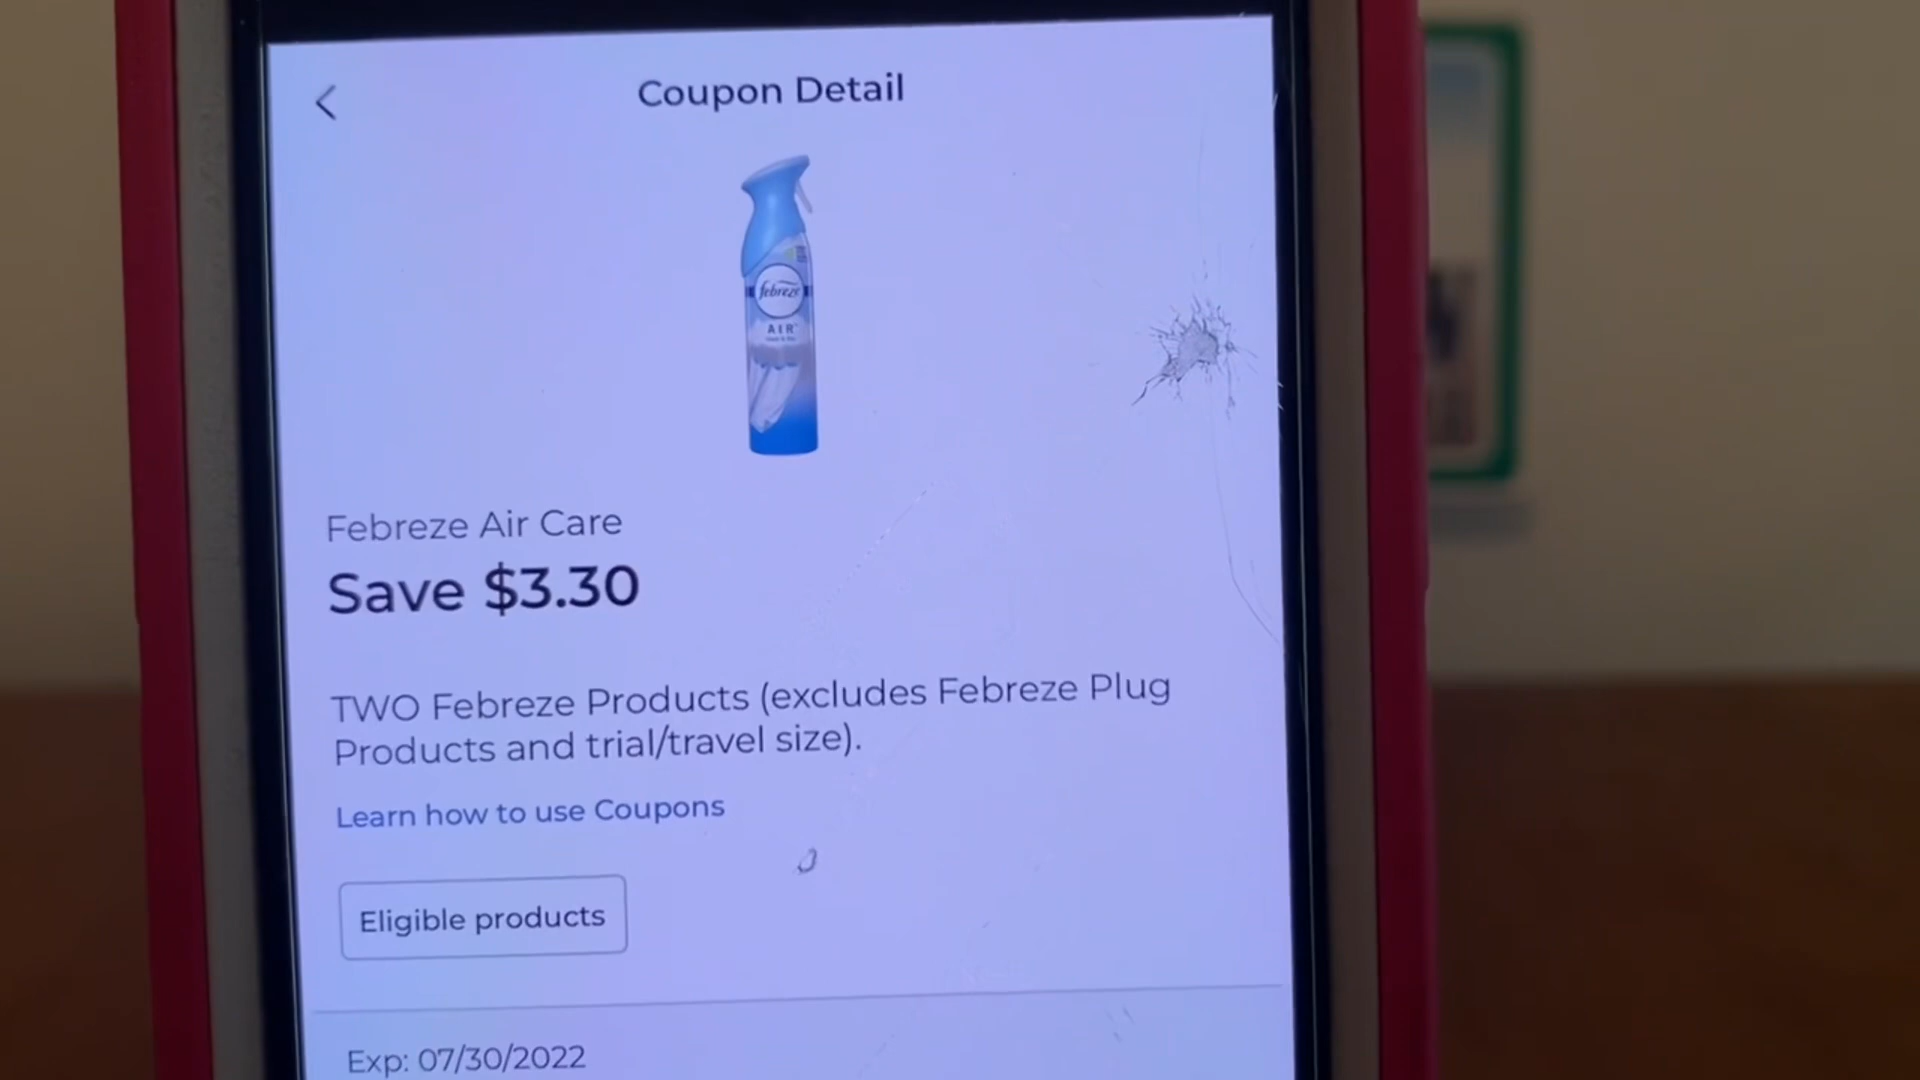 Coupon Detail
febreze
AIR
Febreze Air Care
Save $3.30
TWO Febreze Products (excludes Febreze Plug
Products and trial/travel size).
Learn how to use Coupons
Eligible products
Exp: 07/30/2022